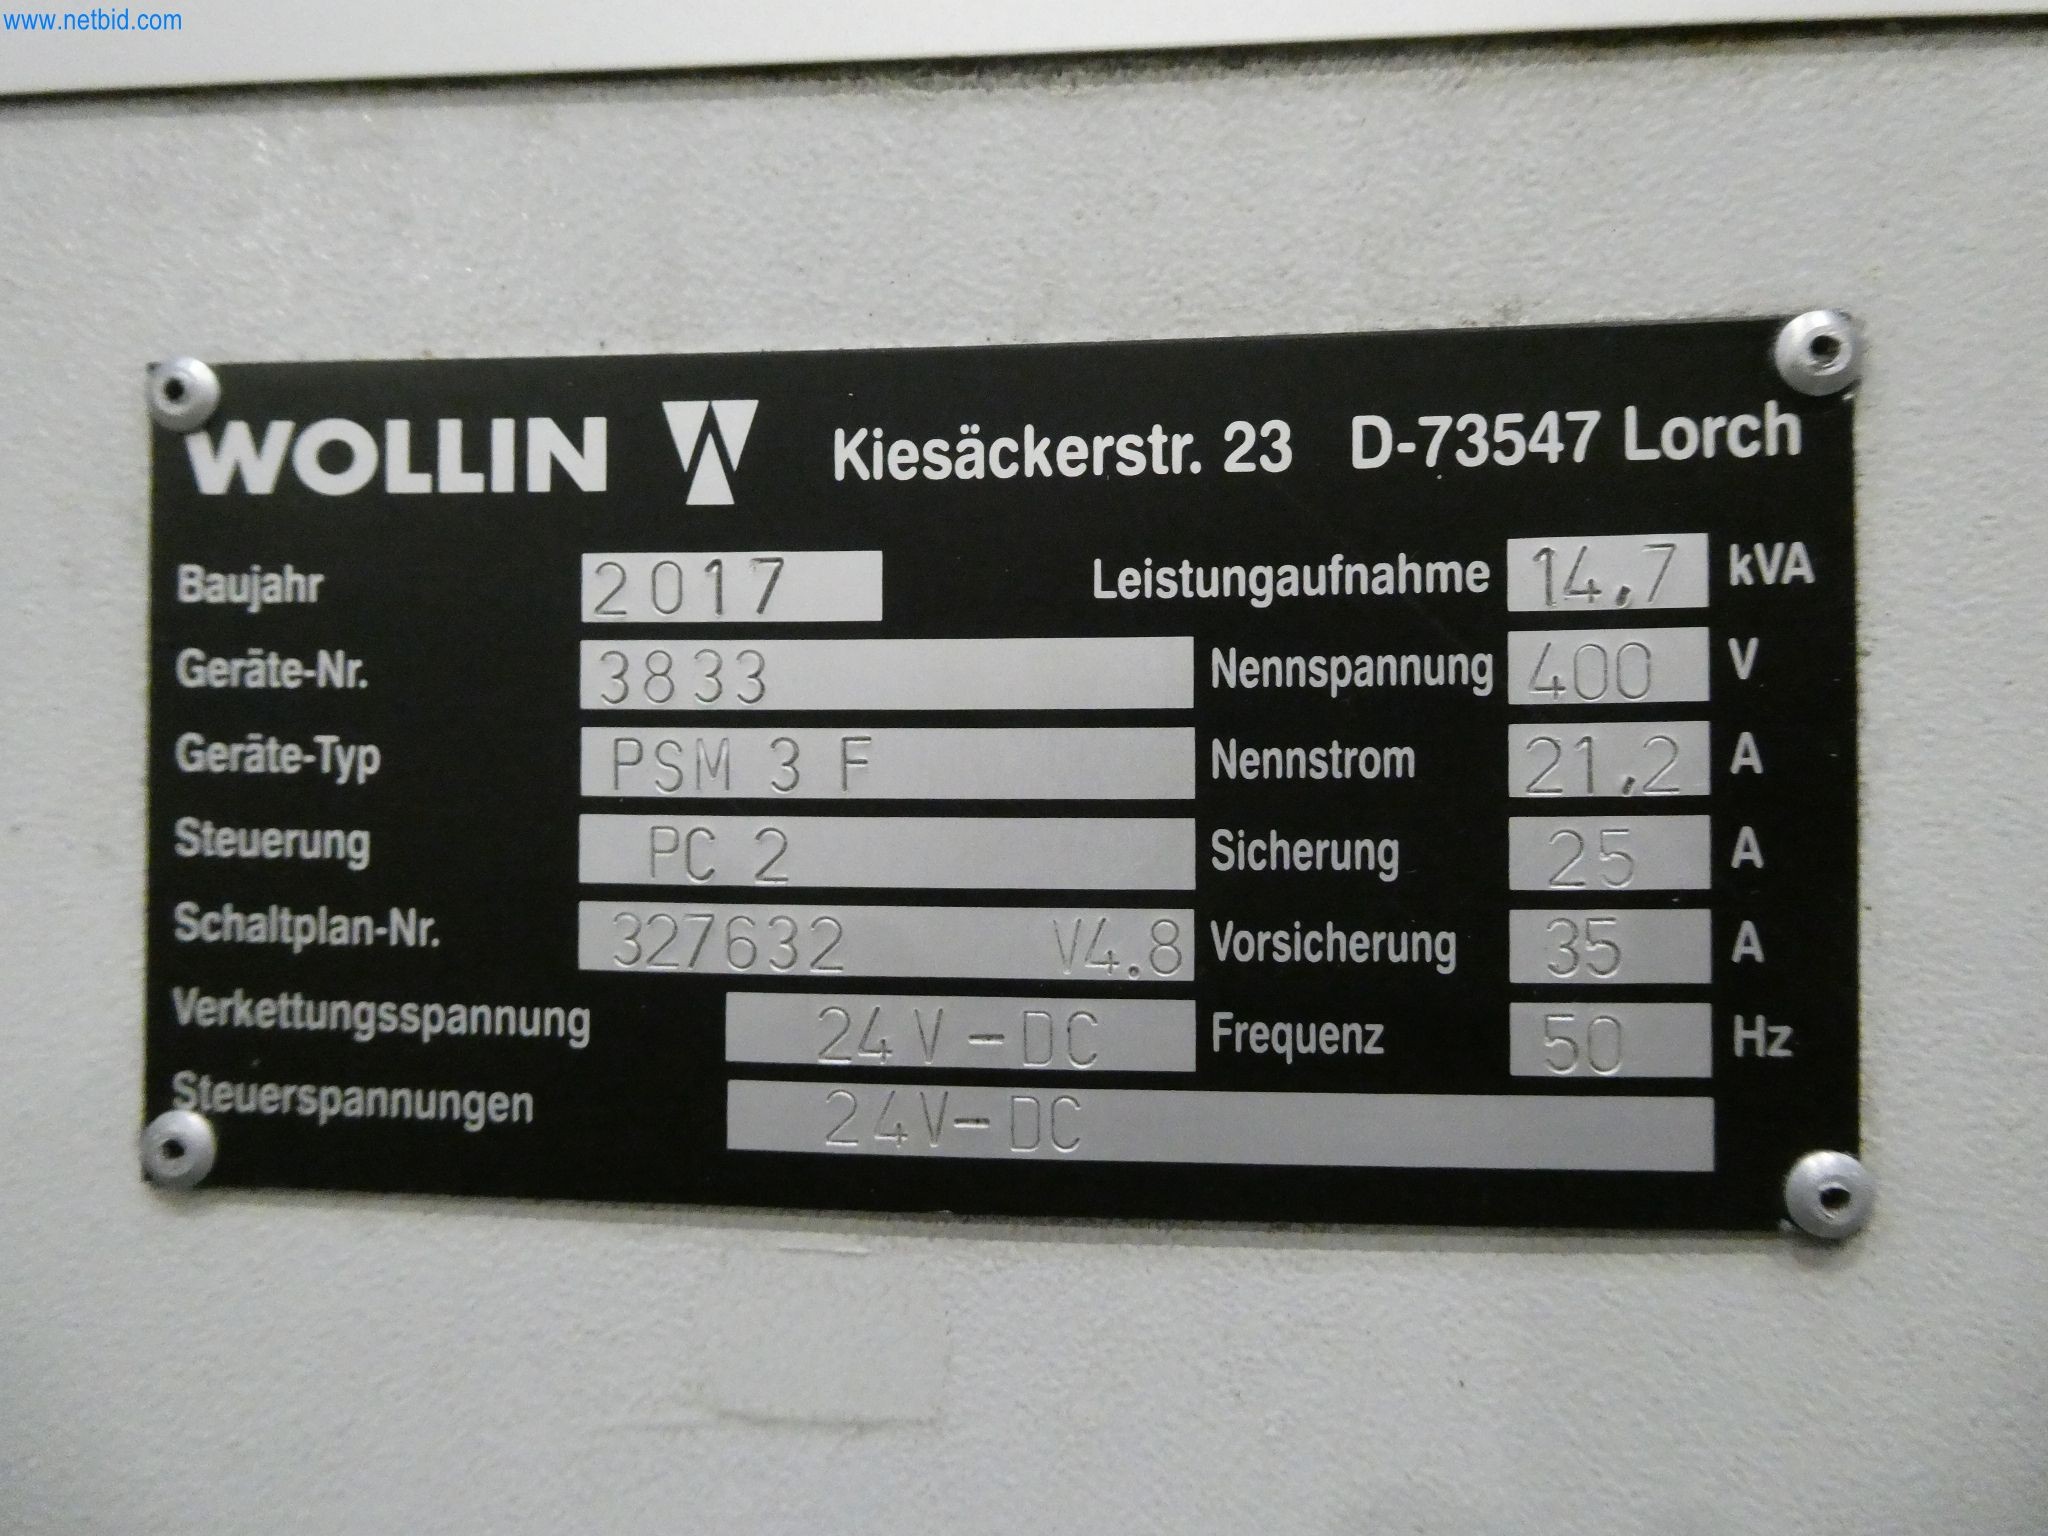 www.netbid.com
WOLLIN Kiesäckerstr. 23 D-73547 Lorch
Baujahr 2017 Leistungaufnahme 14,7 kVA
Geräte-Nr. 3833 Nennspannung 400 V
Geräte-Typ PSM 3 F Nennstrom 21,2 A
Steuerung PC 2 Sicherung 25 A
Schaltplan-Nr. 327632 V4.8 Vorsicherung 35 A
Verkettungsspannung 24V-DC Frequenz 50 Hz
Steuerspannungen 24V-DC